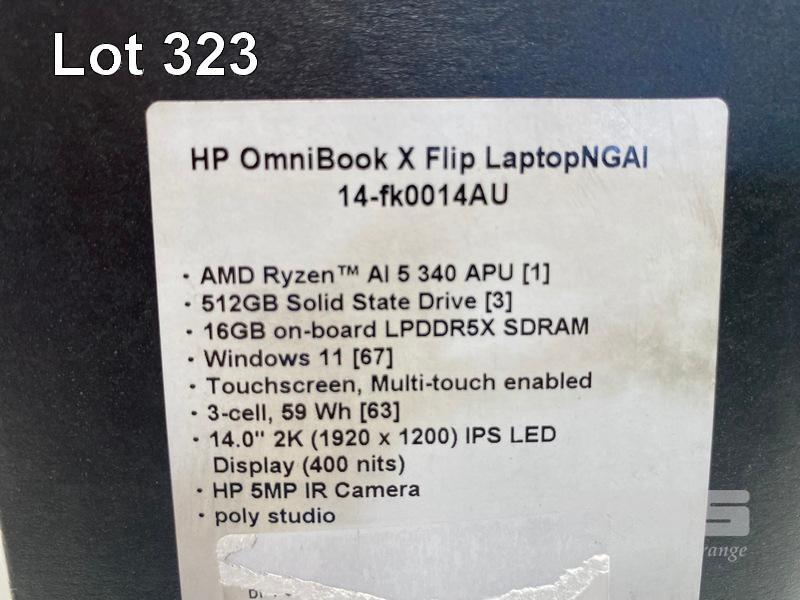 Lot 323
HP OmniBook X Flip LaptopNGAI
14-fk0014AU
· AMD Ryzen™ AI 5 340 APU [1]
· 512GB Solid State Drive [3]
· 16GB on-board LPDDR5X SDRAM
· Windows 11 [67]
· Touchscreen, Multi-touch enabled
· 3-cell, 59 Wh [63]
· 14.0" 2K (1920 x 1200) IPS LED
Display (400 nits)
· HP 5MP IR Camera
· poly studio